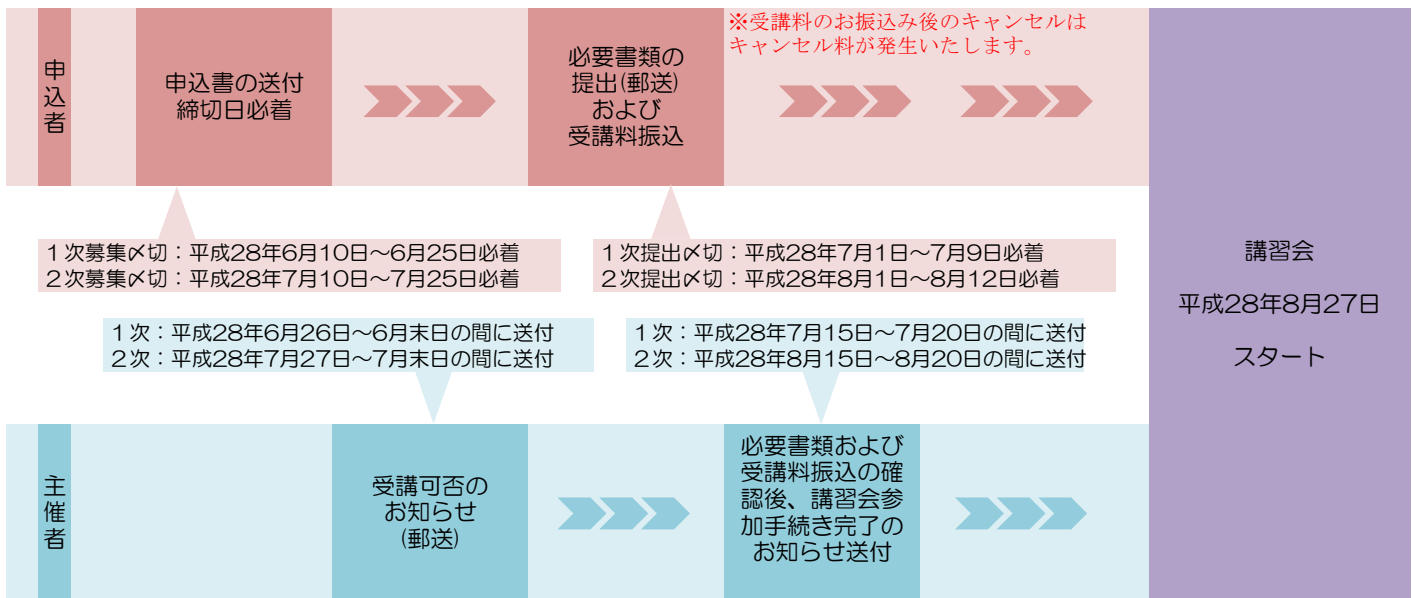 ※受講料のお振込み後のキャンセルは
キャンセル料が発生いたします。
申込者
申込書の送付
締切日必着
必要書類の
提出(郵送)
および
受講料振込
1次募集〆切：平成28年6月10日～6月25日必着
2次募集〆切：平成28年7月10日～7月25日必着
1次提出〆切：平成28年7月1日～7月9日必着
2次提出〆切：平成28年8月1日～8月12日必着
1次：平成28年6月26日～6月末日の間に送付
2次：平成28年7月27日～7月末日の間に送付
1次：平成28年7月15日～7月20日の間に送付
2次：平成28年8月15日～8月20日の間に送付
主催者
受講可否の
お知らせ
(郵送)
必要書類および
受講料振込の確
認後、講習会参
加手続き完了の
お知らせ送付
講習会
平成28年8月27日
スタート